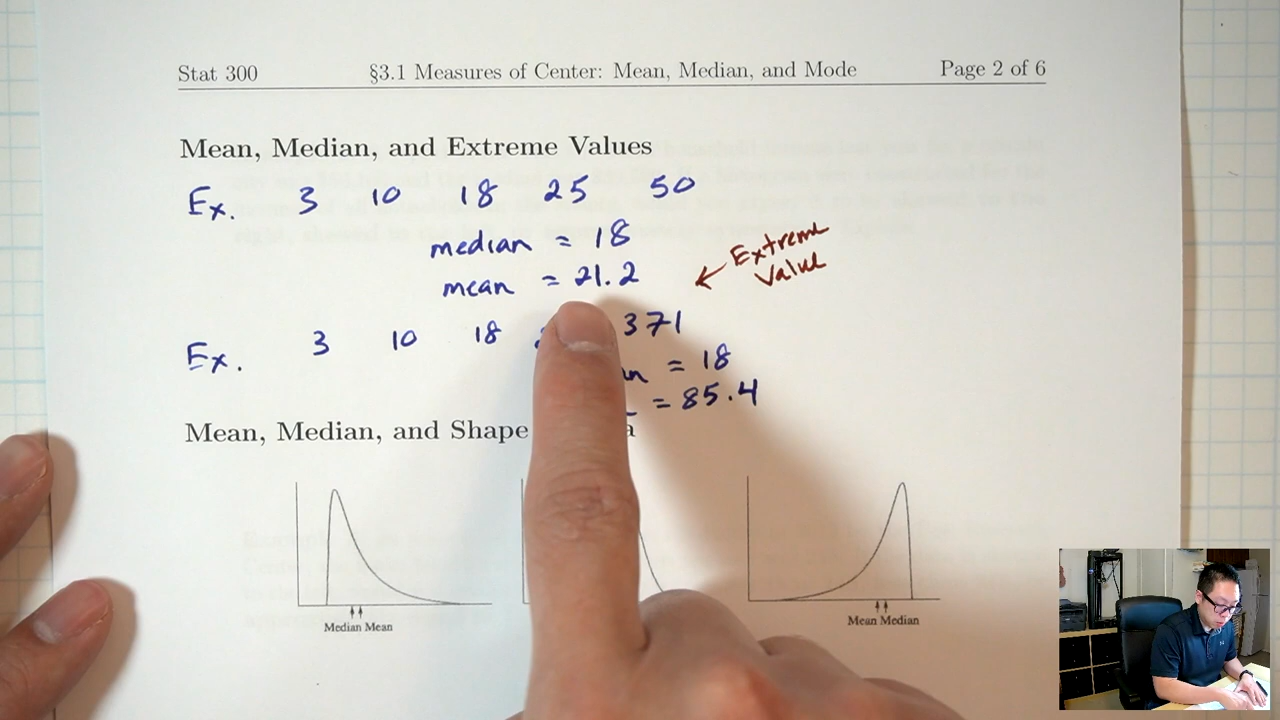 Stat 300 §3.1 Measures of Center: Mean, Median, and Mode Page 2 of 6
Mean, Median, and Extreme Values
Ex. 3 10 18 25 50
median = 18
mean = 21.2
Extreme
Value
Ex. 3 10 18 371
= 18
= 85.4
Mean, Median, and Shape
Median Mean
Mean Median